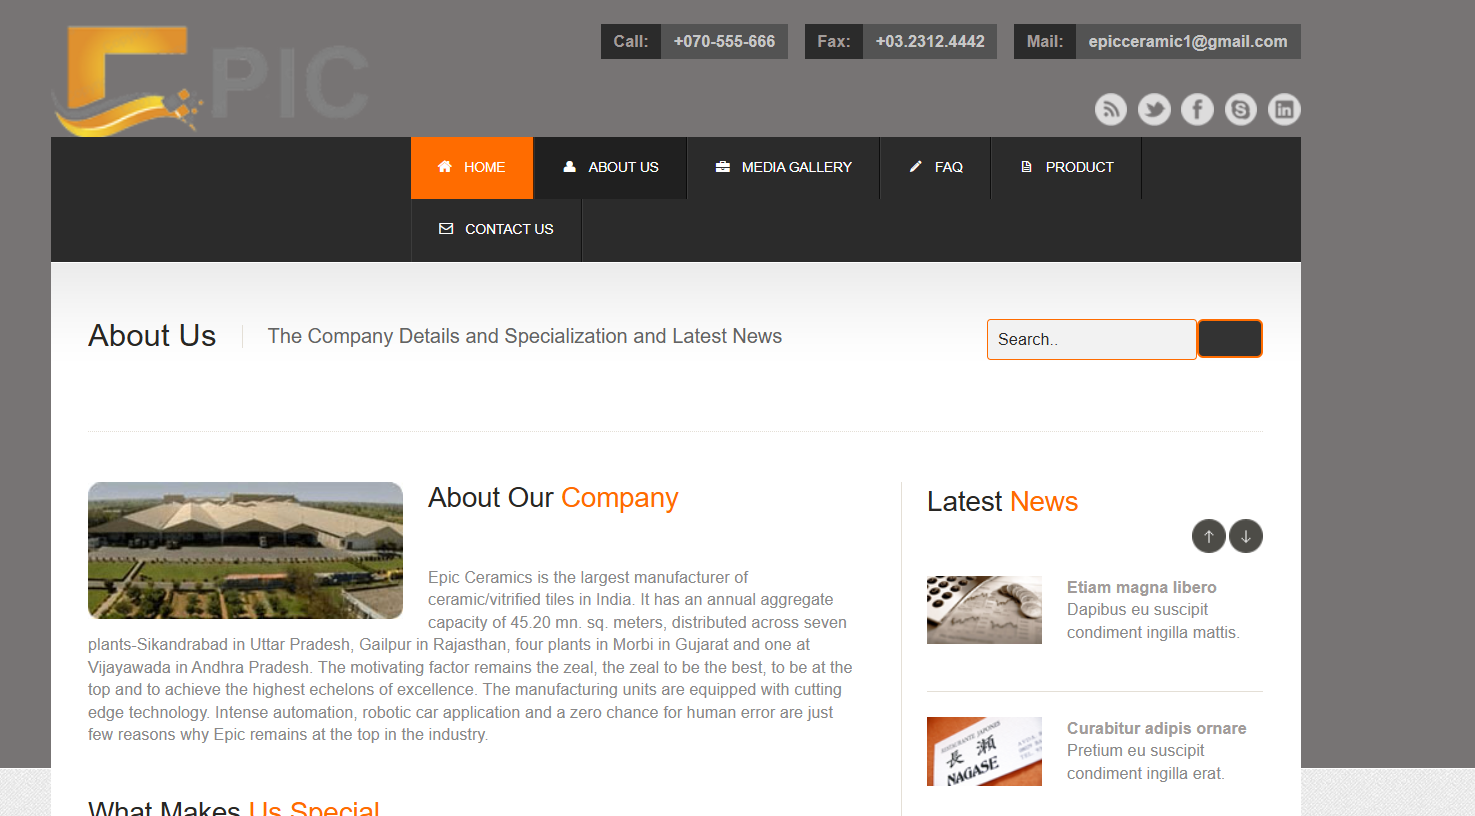 PIC
Call: +070-555-666 Fax: +03.2312.4442 Mail: epicceramic1@gmail.com
HOME ABOUT US MEDIA GALLERY FAQ PRODUCT
CONTACT US
About Us The Company Details and Specialization and Latest News
Search..
About Our Company
Epic Ceramics is the largest manufacturer of
ceramic/vitrified tiles in India. It has an annual aggregate
capacity of 45.20 mn. sq. meters, distributed across seven
plants-Sikandrabad in Uttar Pradesh, Gailpur in Rajasthan, four plants in Morbi in Gujarat and one at
Vijayawada in Andhra Pradesh. The motivating factor remains the zeal, the zeal to be the best, to be at the
top and to achieve the highest echelons of excellence. The manufacturing units are equipped with cutting
edge technology. Intense automation, robotic car application and a zero chance for human error are just
few reasons why Epic remains at the top in the industry.
What Makes Us Special
Latest News
Etiam magna libero
Dapibus eu suscipit
condiment ingilla mattis.
RISTORANTE JAPONES
長瀬
NAGASE
Curabitur adipis ornare
Pretium eu suscipit
condiment ingilla erat.